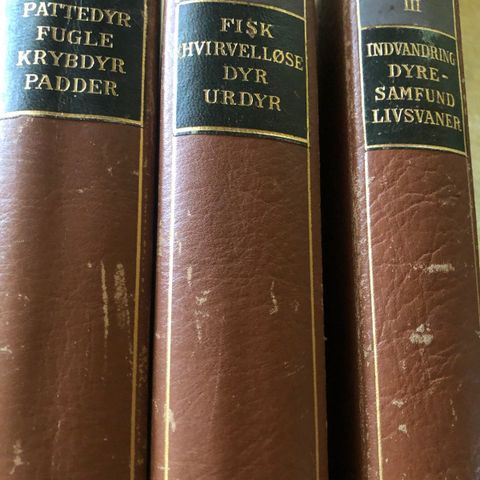 PATTEDYR
FUGLE
KRYBDYR
PADDER
FISK
HVIRVELLØSE
DYR
URDYR
III
INDVANDRING
DYRE-
SAMFUND
LIVSVANER